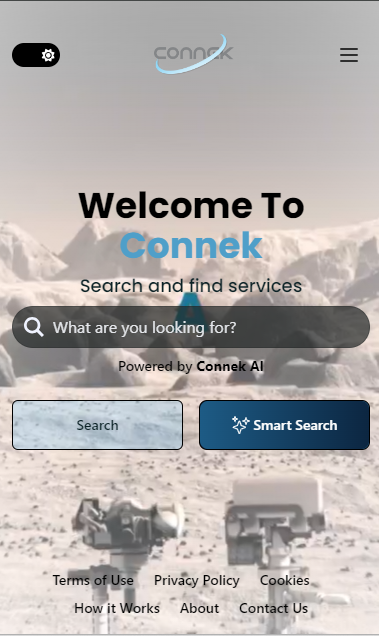 CONNEK
Welcome To
Connek
Search and find services
A
What are you looking for?
Powered by Connek AI
Search
Smart Search
Terms of Use Privacy Policy Cookies
How it Works About Contact Us